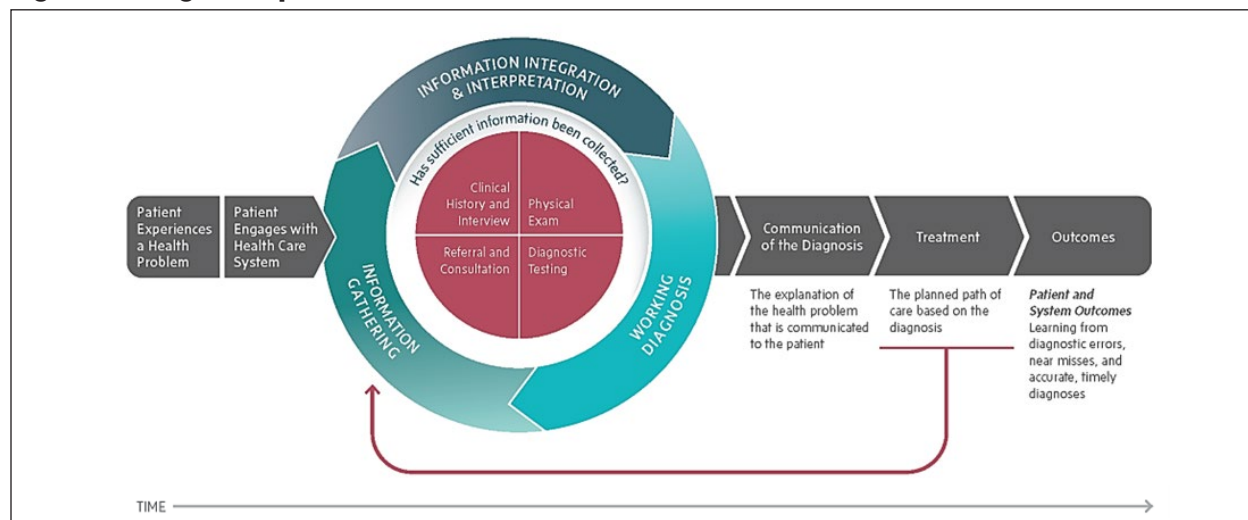 Patient
Experiences
a Health
Problem
Patient
Engages with
Health Care
System
INFORMATION INTEGRATION
& INTERPRETATION
Has sufficient information been collected?
Clinical
History and
Interview
Physical
Exam
Referral and
Consultation
Diagnostic
Testing
INFORMATION
GATHERING
WORKING
DIAGNOSIS
Communication
of the Diagnosis
The explanation of
the health problem
that is communicated
to the patient
Treatment
The planned path of
care based on the
diagnosis
Outcomes
Patient and
System Outcomes
Learning from
diagnostic errors,
near misses, and
accurate, timely
diagnoses
TIME